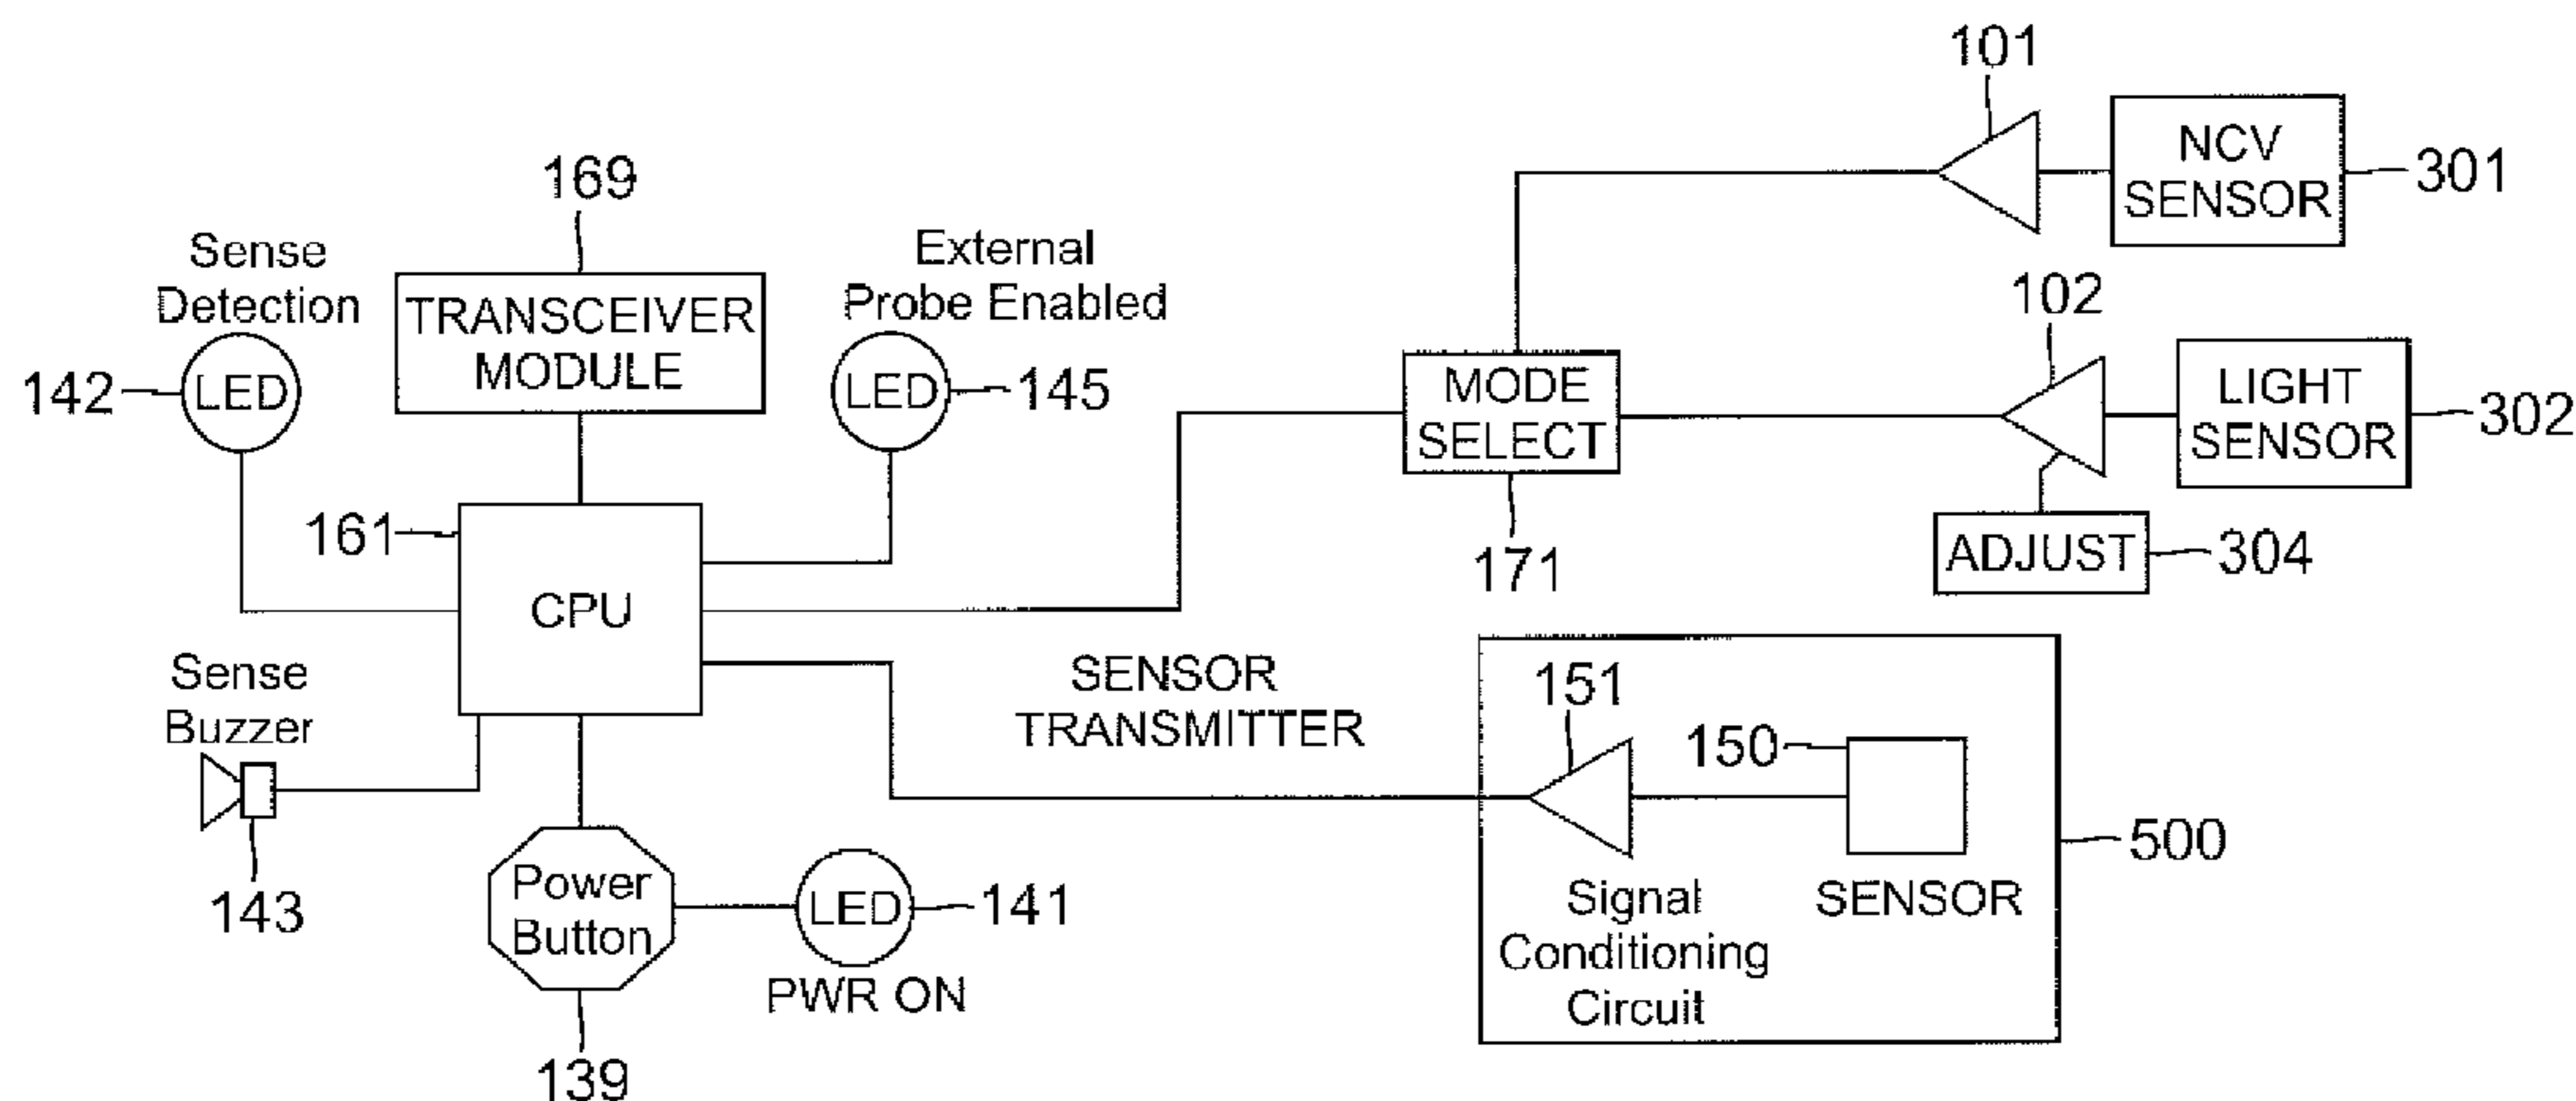 101
NCV
SENSOR
301
169
Sense
Detection
TRANSCEIVER
MODULE
External
Probe Enabled
142
LED
LED
145
102
MODE
SELECT
LIGHT
SENSOR
302
161
CPU
171
ADJUST
304
Sense
Buzzer
143
SENSOR
TRANSMITTER
151
150
500
Signal
Conditioning
Circuit
SENSOR
Power
Button
LED
141
PWR ON
139